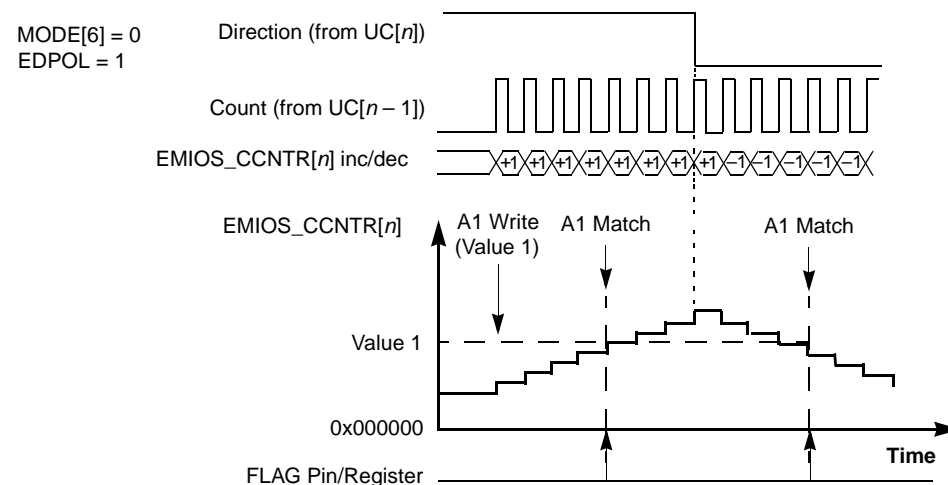 MODE[6] = 0
EDPOL = 1
Direction (from UC[n])
Count (from UC[n – 1])
EMIOS_CCNTR[n] inc/dec
+1 +1 +1 +1 +1 +1 +1 +1 –1 –1 –1 –1 –1
EMIOS_CCNTR[n]
A1 Write
(Value 1)
A1 Match
A1 Match
Value 1
0x000000
Time
FLAG Pin/Register